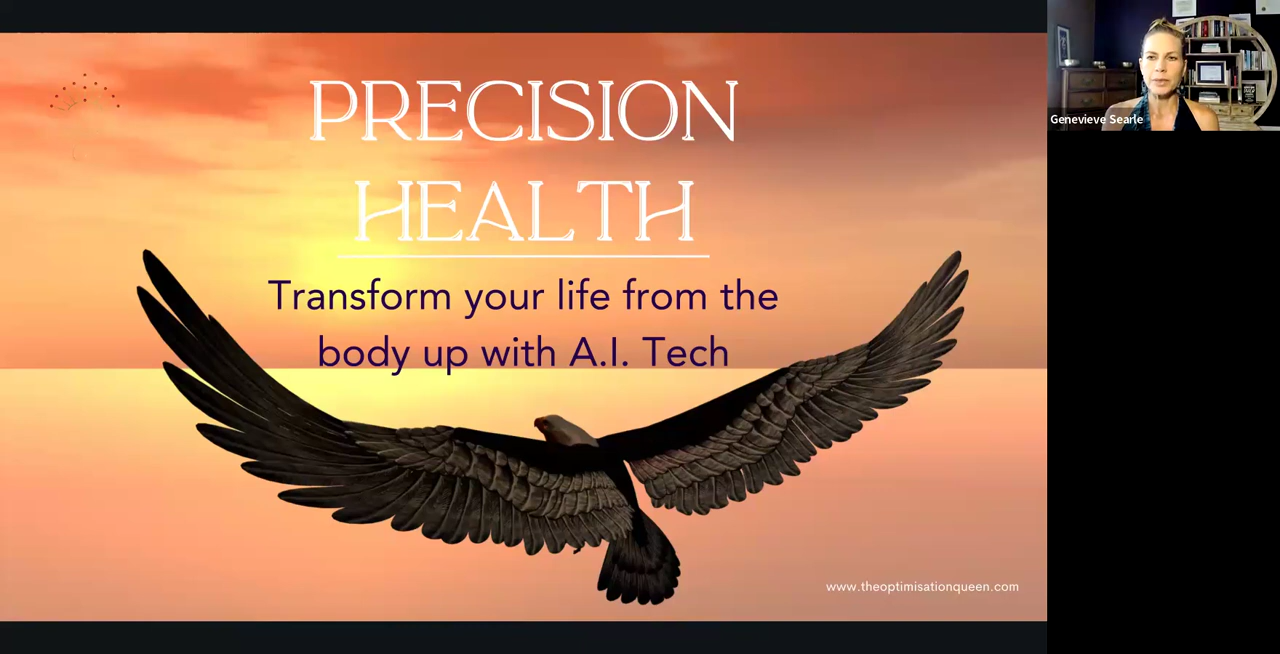 PRECISION
HEALTH
Transform your life from the
body up with A.I. Tech
www.theoptimisationqueen.com
Genevieve Searle